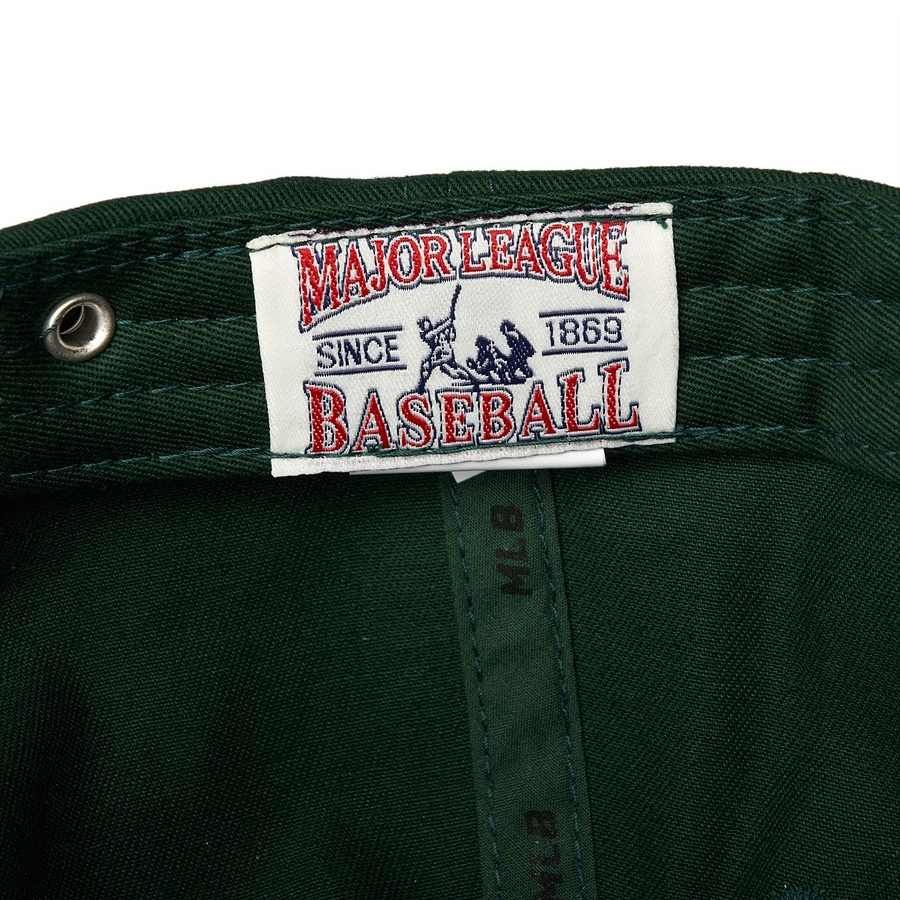 MAJOR LEAGUE
SINCE 1869
BASEBALL
MLB
MLB